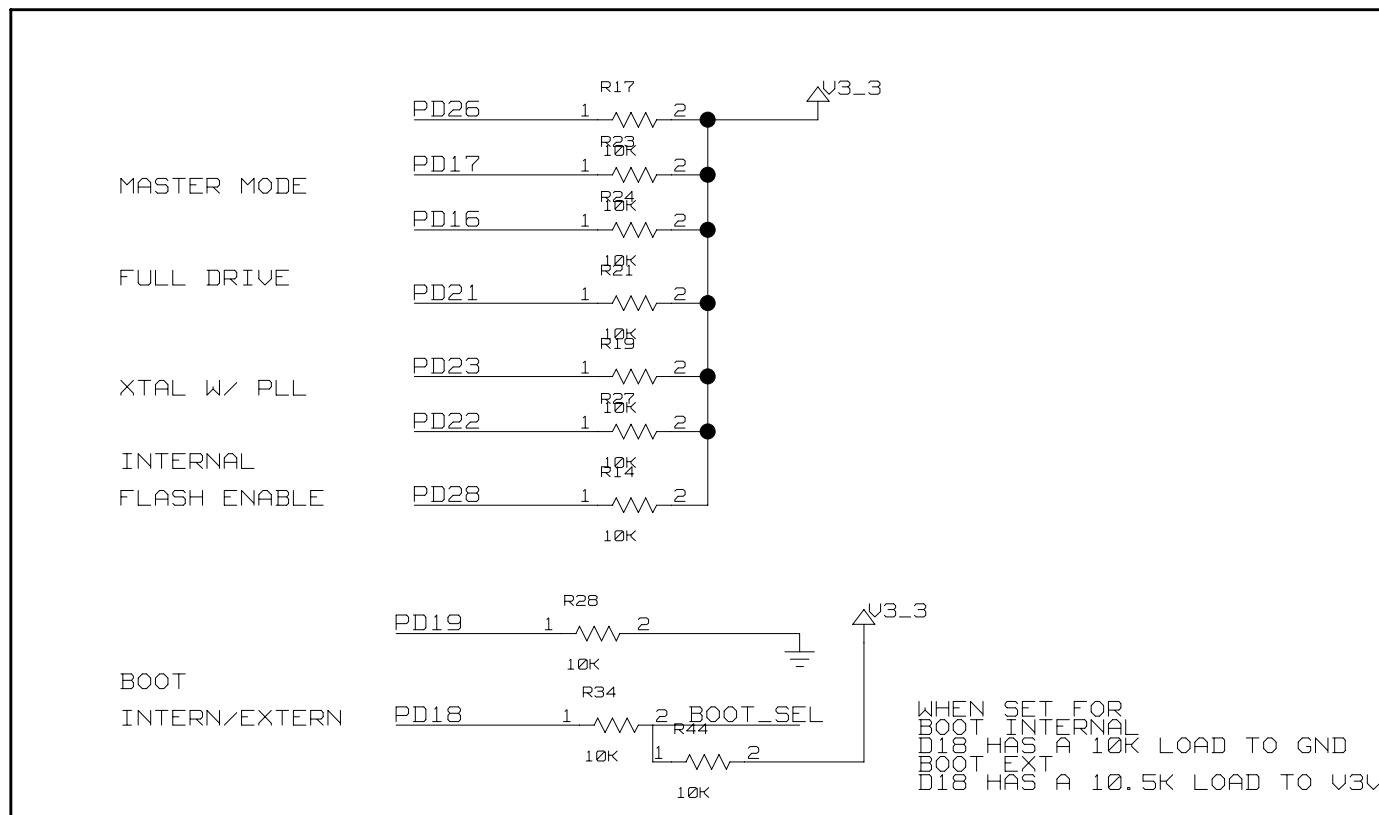 R17
V3_3
PD26 1 2
10K
R23
PD17 1 2
MASTER MODE
10K
R24
PD16 1 2
10K
R21
FULL DRIVE
PD21 1 2
10K
R19
PD23 1 2
XTAL W/ PLL
10K
R27
PD22 1 2
10K
R14
INTERNAL
FLASH ENABLE
PD28 1 2
10K
R28
V3_3
PD19 1 2
10K
BOOT
INTERN/EXTERN
R34
PD18 1 2 BOOT_SEL
10K
R44
1 2
10K
WHEN SET FOR
BOOT INTERNAL
D18 HAS A 10K LOAD TO GND
BOOT EXT
D18 HAS A 10.5K LOAD TO V3V